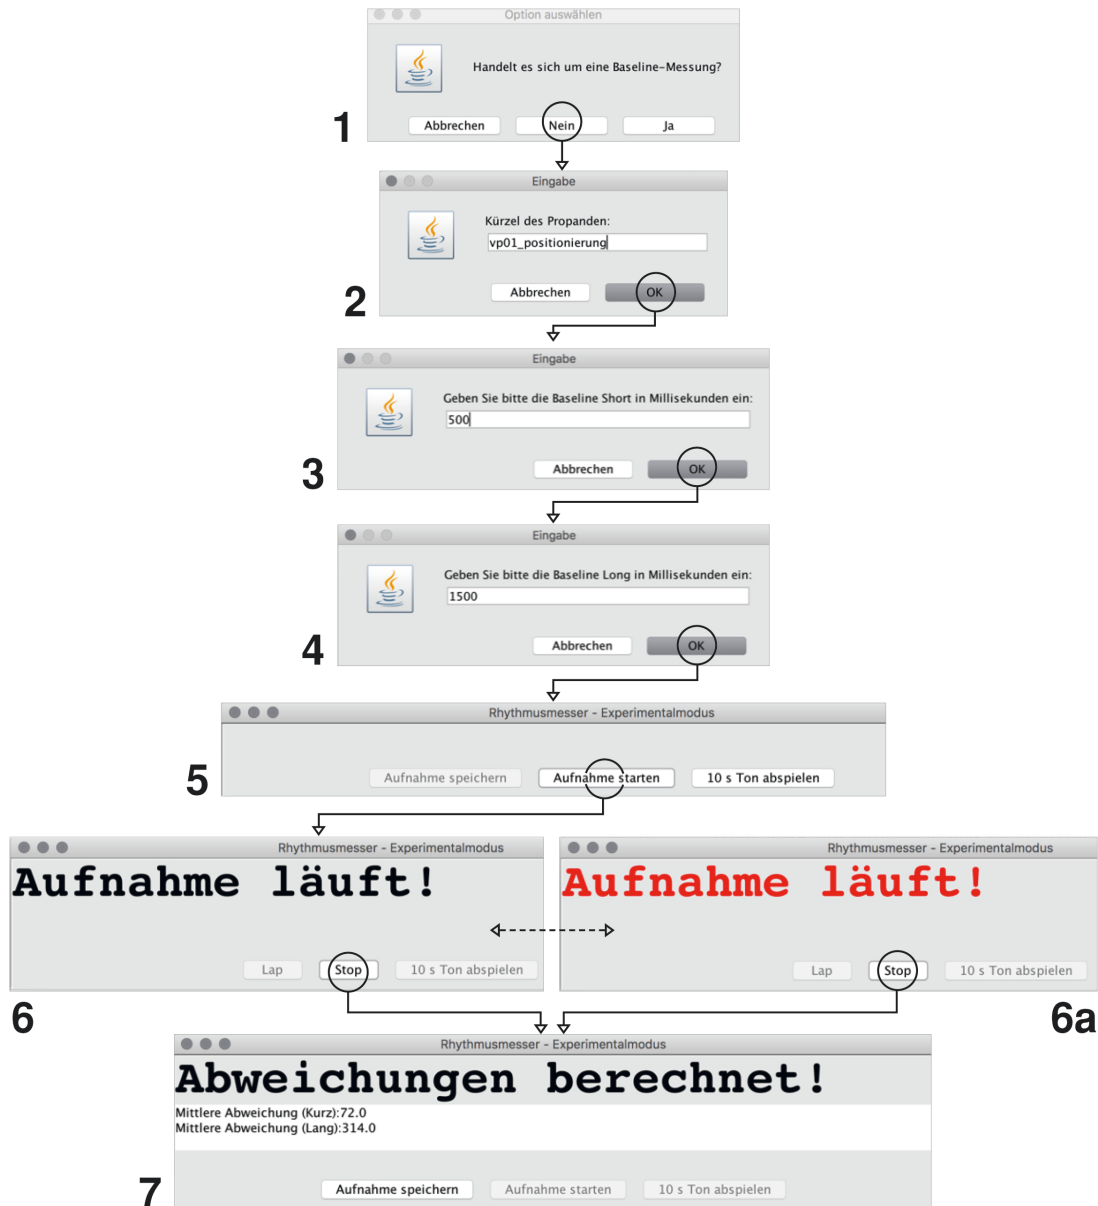 Option auswählen
Handelt es sich um eine Baseline-Messung?
1
Abbrechen Nein Ja
Eingabe
Kürzel des Propanden:
vp01_positionierung
2
Abbrechen OK
Eingabe
Geben Sie bitte die Baseline Short in Millisekunden ein:
500
3
Abbrechen OK
Eingabe
Geben Sie bitte die Baseline Long in Millisekunden ein:
1500
4
Abbrechen OK
Rhythmusmesser - Experimentalmodus
5
Aufnahme speichern Aufnahme starten 10 s Ton abspielen
Rhythmusmesser - Experimentalmodus
Aufnahme läuft!
Lap Stop 10 s Ton abspielen
6
Rhythmusmesser - Experimentalmodus
Aufnahme läuft!
Lap Stop 10 s Ton abspielen
6a
Rhythmusmesser - Experimentalmodus
Abweichungen berechnet!
Mittlere Abweichung (Kurz):72.0
Mittlere Abweichung (Lang):314.0
7
Aufnahme speichern Aufnahme starten 10 s Ton abspielen